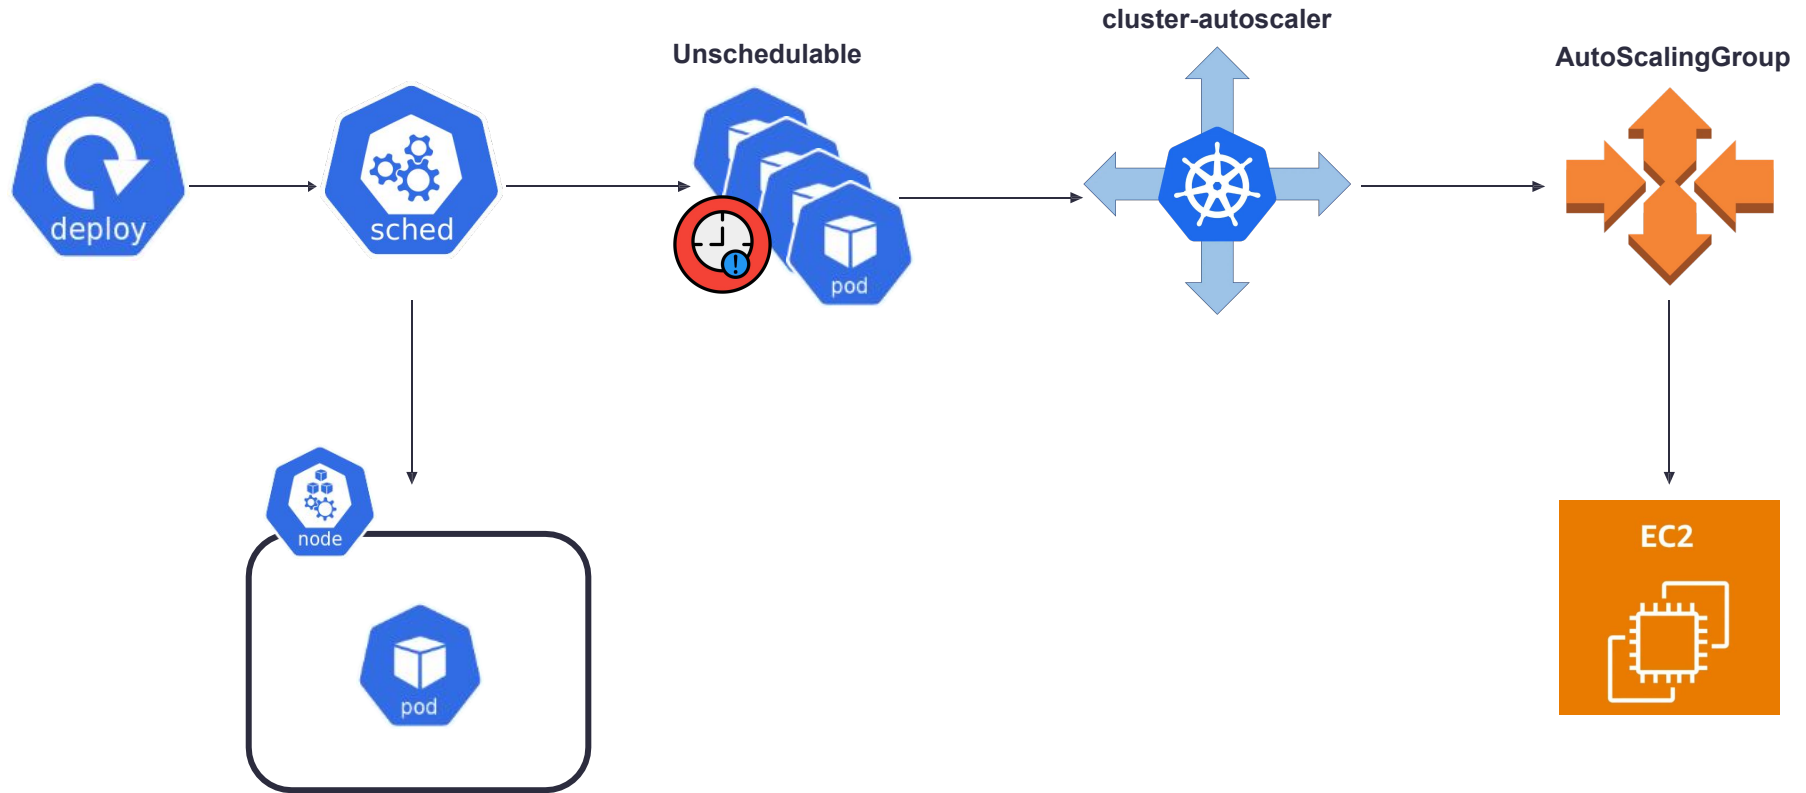 cluster-autoscaler
Unschedulable
AutoScalingGroup
deploy
sched
pod
node
pod
EC2